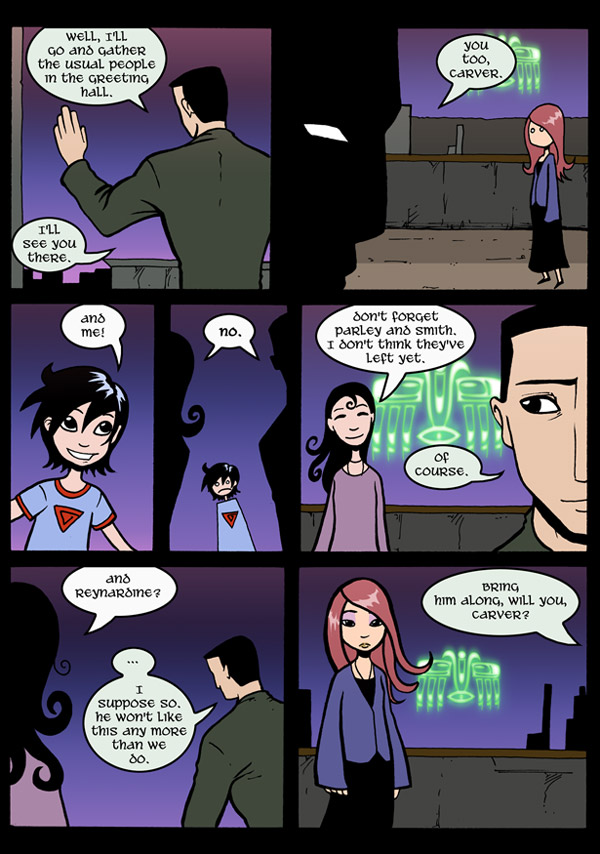 Well, I'll
go and gather
the usual people
in the greeting
hall.
I'll
see you
there.
You
too,
Carver.
And
me!
No.
Don't forget
Parley and Smith.
I don't think they've
left yet.
Of
course.
And
Reynardine?
...
I
suppose so.
He won't like
this any more
than we
do.
Bring
him along, will you,
Carver?